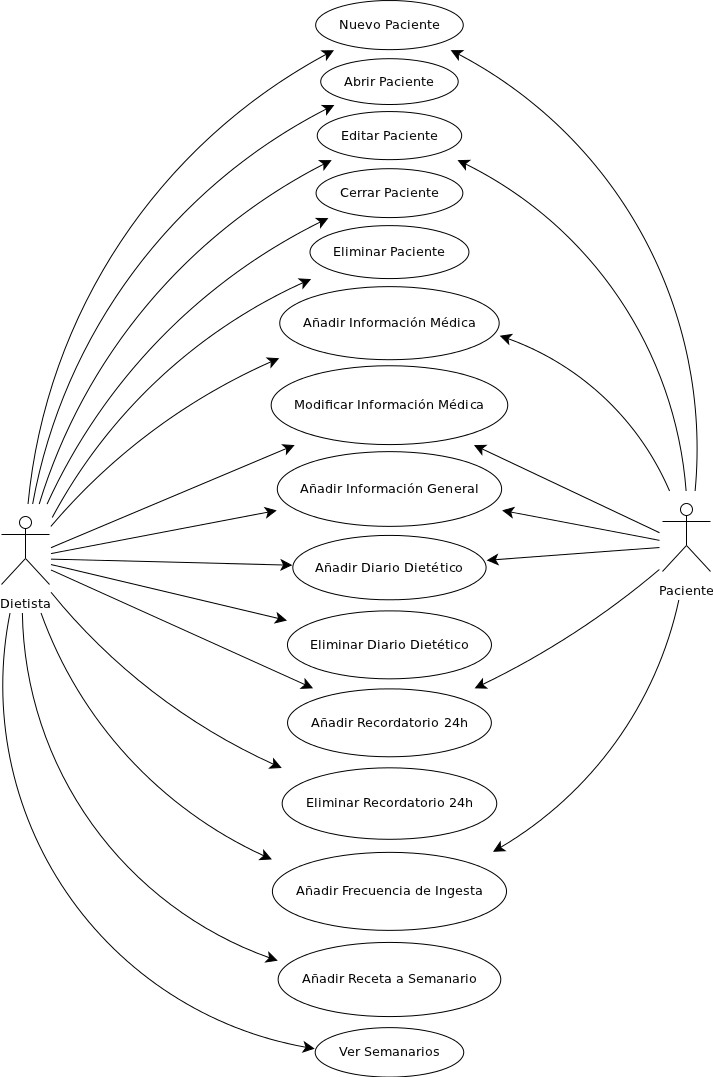 Nuevo Paciente
Abrir Paciente
Editar Paciente
Cerrar Paciente
Eliminar Paciente
Añadir Información Médica
Modificar Información Médica
Añadir Información General
Añadir Diario Dietético
Paciente
Dietista
Eliminar Diario Dietético
Añadir Recordatorio 24h
Eliminar Recordatorio 24h
Añadir Frecuencia de Ingesta
Añadir Receta a Semanario
Ver Semanarios